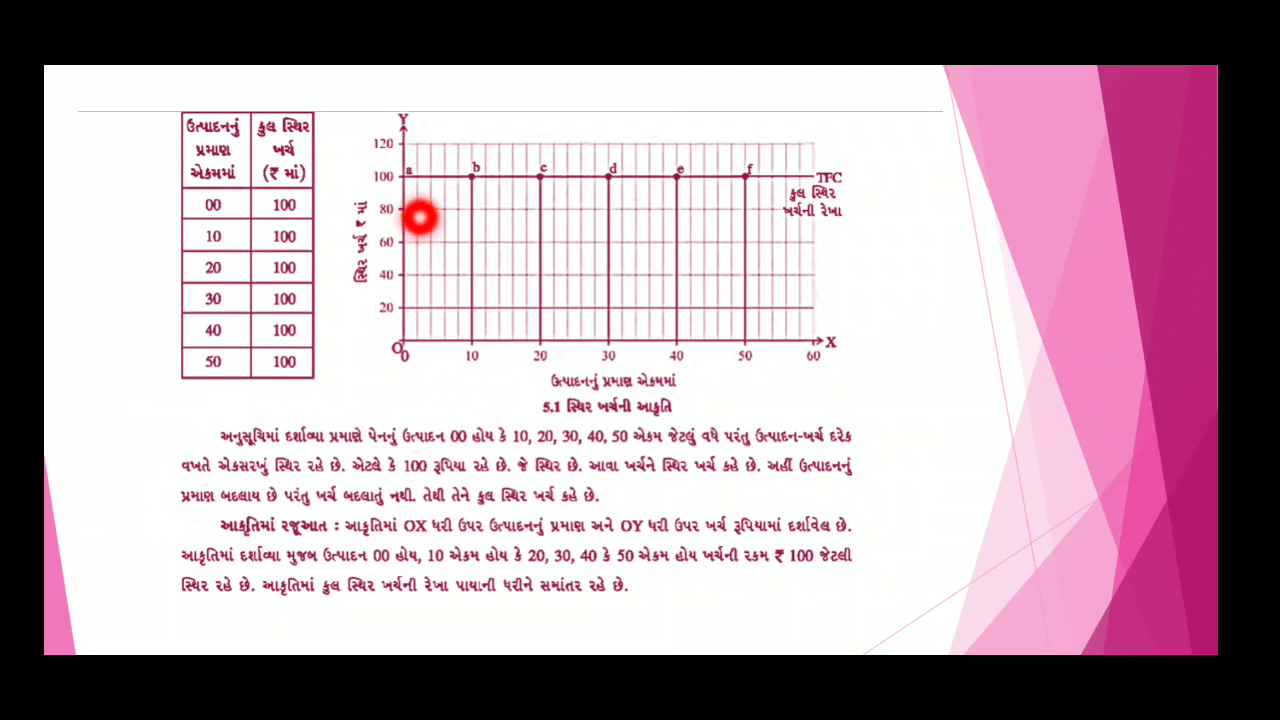 ઉત્પાદનનું કુલ સ્થિર
પ્રમાણ ખર્ચ
એકમમાં (₹ માં)
00 100
10 100
20 100
30 100
40 100
50 100
Y
120
100
80
60
40
20
O
સ્થિર ખર્ચ ₹ માં
a b c d e f
TFC
કુલ સ્થિર
ખર્ચની રેખા
0 10 20 30 40 50 60
X
ઉત્પાદનનું પ્રમાણ એકમમાં
5.1 સ્થિર ખર્ચની આકૃતિ
અનુસૂચિમાં દર્શાવ્યા પ્રમાણે પેનનું ઉત્પાદન 00 હોય કે 10, 20, 30, 40, 50 એકમ જેટલું વધે પરંતુ ઉત્પાદન-ખર્ચ દરેક
વખતે એકસરખું સ્થિર રહે છે. એટલે કે 100 રૂપિયા રહે છે. જે સ્થિર છે. આવા ખર્ચને સ્થિર ખર્ચ કહે છે. અહીં ઉત્પાદનનું
પ્રમાણ બદલાય છે પરંતુ ખર્ચ બદલાતું નથી. તેથી તેને કુલ સ્થિર ખર્ચ કહે છે.
આકૃતિમાં રજૂઆત : આકૃતિમાં OX ધરી ઉપર ઉત્પાદનનું પ્રમાણ અને OY ધરી ઉપર ખર્ચ રૂપિયામાં દર્શાવેલ છે.
આકૃતિમાં દર્શાવ્યા મુજબ ઉત્પાદન 00 હોય, 10 એકમ હોય કે 20, 30, 40 કે 50 એકમ હોય ખર્ચની રકમ ₹ 100 જેટલી
સ્થિર રહે છે. આકૃતિમાં કુલ સ્થિર ખર્ચની રેખા પાયાની ધરીને સમાંતર રહે છે.